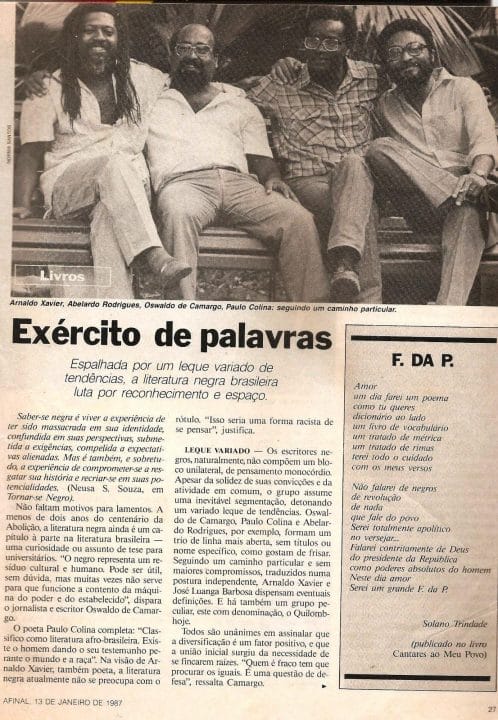 NORMA SANTOS
Livros
Arnaldo Xavier, Abelardo Rodrigues, Oswaldo de Camargo, Paulo Colina: seguindo um caminho particular.
Exército de palavras
Espalhada por um leque variado de
tendências, a literatura negra brasileira
luta por reconhecimento e espaço.
Saber-se negra é viver a experiência de
ter sido massacrada em sua identidade,
confundida em suas perspectivas, subme-
tida a exigências, compelida a expectati-
vas alienadas. Mas é também, e sobretu-
do, a experiência de comprometer-se a res-
gatar sua história e recriar-se em suas po-
tencialidades. (Neusa S. Souza, em
Tornar-se Negro).
Não faltam motivos para lamentos. A
menos de dois anos do centenário da
Abolição, a literatura negra ainda é um ca-
pítulo à parte na literatura brasileira —
uma curiosidade ou assunto de tese para
universitários. "O negro representa um re-
síduo cultural e humano. Pode ser útil,
sem dúvida, mas muitas vezes não serve
para que funcione a contento da máquina
do poder e do estabelecido", dispara
o jornalista e escritor Oswaldo de Camar-
go.
O poeta Paulo Colina completa: "Clas-
sifico como literatura afro-brasileira. Exis-
te o homem dando o seu testemunho pe-
rante o mundo e a raça". Na visão de Ar-
naldo Xavier, também poeta, a literatura
negra atualmente não se preocupa com o
rótulo. "Isso seria uma forma racista de
se pensar", justifica.
LEQUE VARIADO — Os escritores ne-
gros, naturalmente, não compõem um blo-
co unilateral, de pensamento monocórdio.
Apesar da solidez de suas convicções e da
atividade em comum, o grupo assume
uma inevitável segmentação, detonando
um variado leque de tendências. Oswal-
do de Camargo, Paulo Colina e Abelar-
do Rodrigues, por exemplo, formam um
trio de linha mais aberta, sem títulos ou
nome específico, como gostam de frisar.
Seguindo um caminho particular e sem
maiores compromissos, traduzidos numa
postura independente, Arnaldo Xavier e
José Luanga Barbosa dispensam eventuais
definições. E há também um grupo pe-
culiar, este com denominação, o Quilomb-
hoje.
Todos são unânimes em assinalar que
a diversificação é um fator positivo, e que
a união inicial surgiu da necessidade de
se fincarem raízes. "Quem é fraco tem que
procurar os iguais. É uma questão de defe-
sa", ressalta Camargo.
F. DA P.
Amor
um dia farei um poema
como tu queres
dicionário ao lado
um livro de vocabulário
um tratado de métrica
um tratado de rimas
terei todo o cuidado
com os meus versos
Não falarei de negros
de revolução
de nada
que fale do povo
Serei totalmente apolítico
no versejar...
Falarei contritamente de Deus
do presidente da República
como poderes absolutos do homem
Neste dia amor
Serei um grande F. da P.
Solano Trindade
(publicado no livro
Cantares ao Meu Povo)
AFINAL, 13 DE JANEIRO DE 1987
27